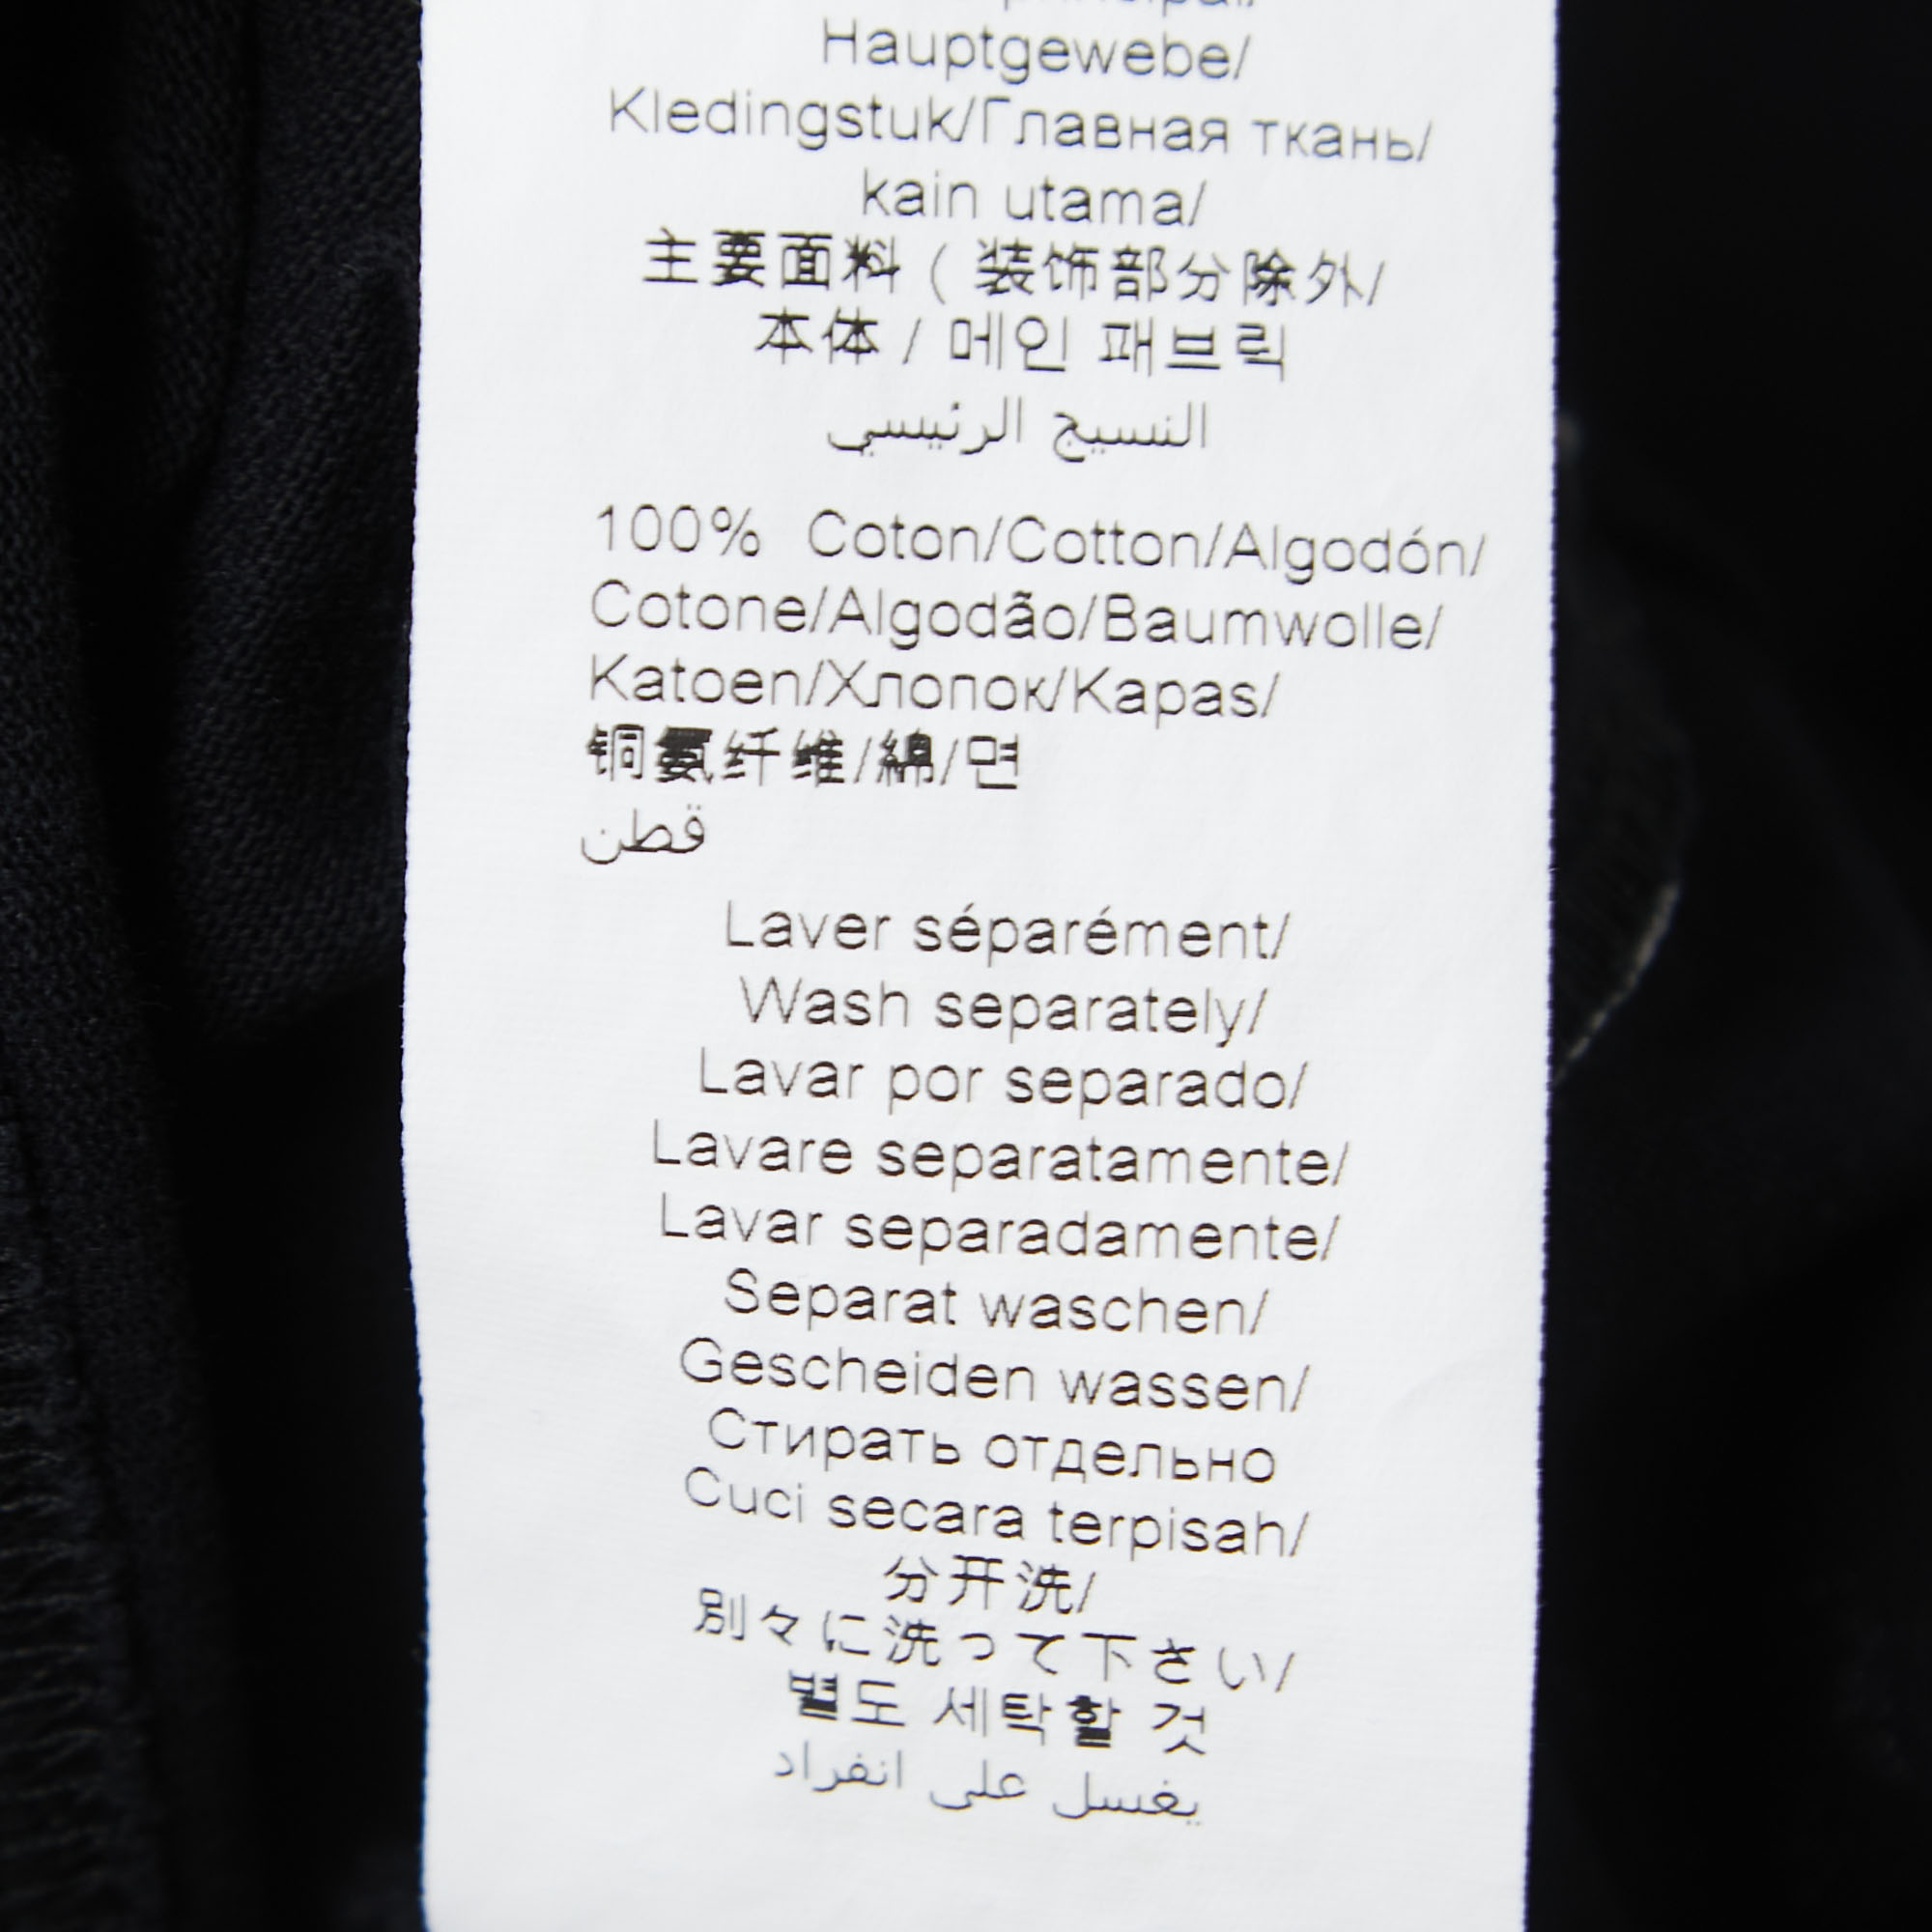 Hauptgewebe/
Kledingstuk/Главная ткань/
kain utama/
主要面料 ( 装饰部分除外/
本体 / 메인 패브릭
النسيج الرئيسي
100% Coton/Cotton/Algodón/
Cotone/Algodão/Baumwolle/
Katoen/Хлопок/Kapas/
铜氨纤维/綿/면
قطن
Laver séparément/
Wash separately/
Lavar por separado/
Lavare separatamente/
Lavar separadamente/
Separat waschen/
Gescheiden wassen/
Стирать отдельно
Cuci secara terpisah/
分开洗/
別々に洗って下さい/
별도 세탁할 것
يغسل على انفراد